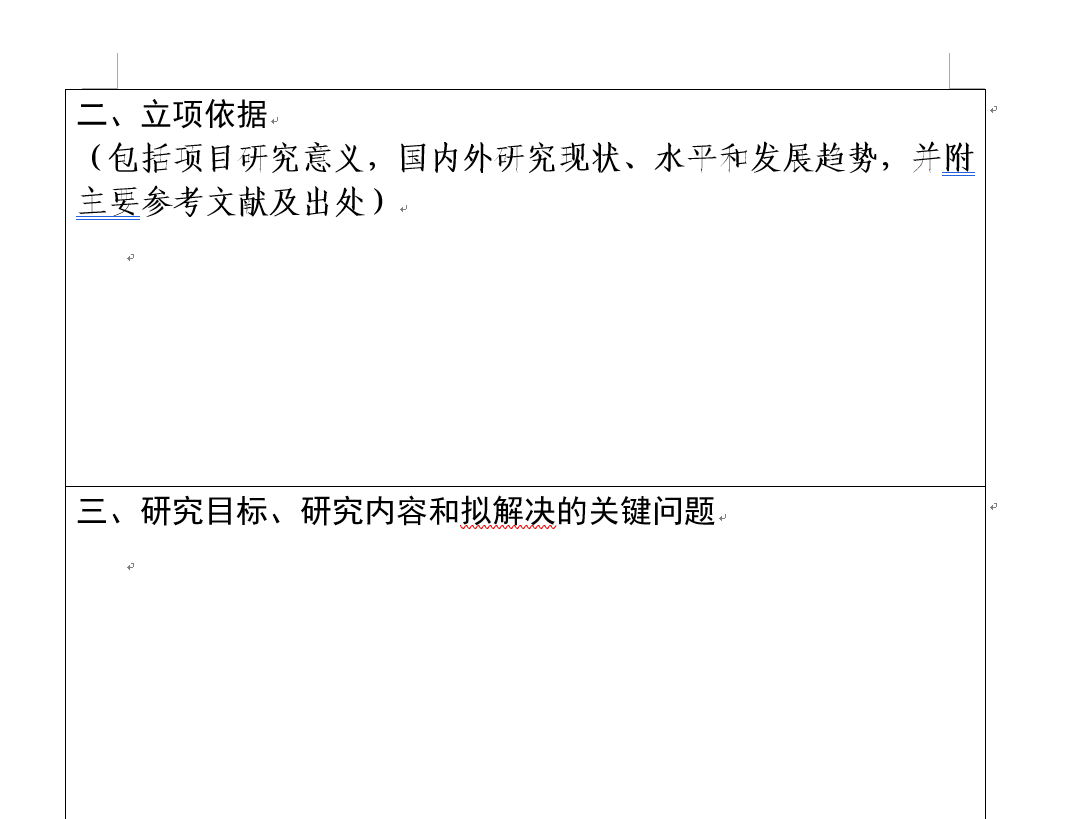 二、立项依据
（包括项目研究意义，国内外研究现状、水平和发展趋势，并附
主要参考文献及出处）
三、研究目标、研究内容和拟解决的关键问题